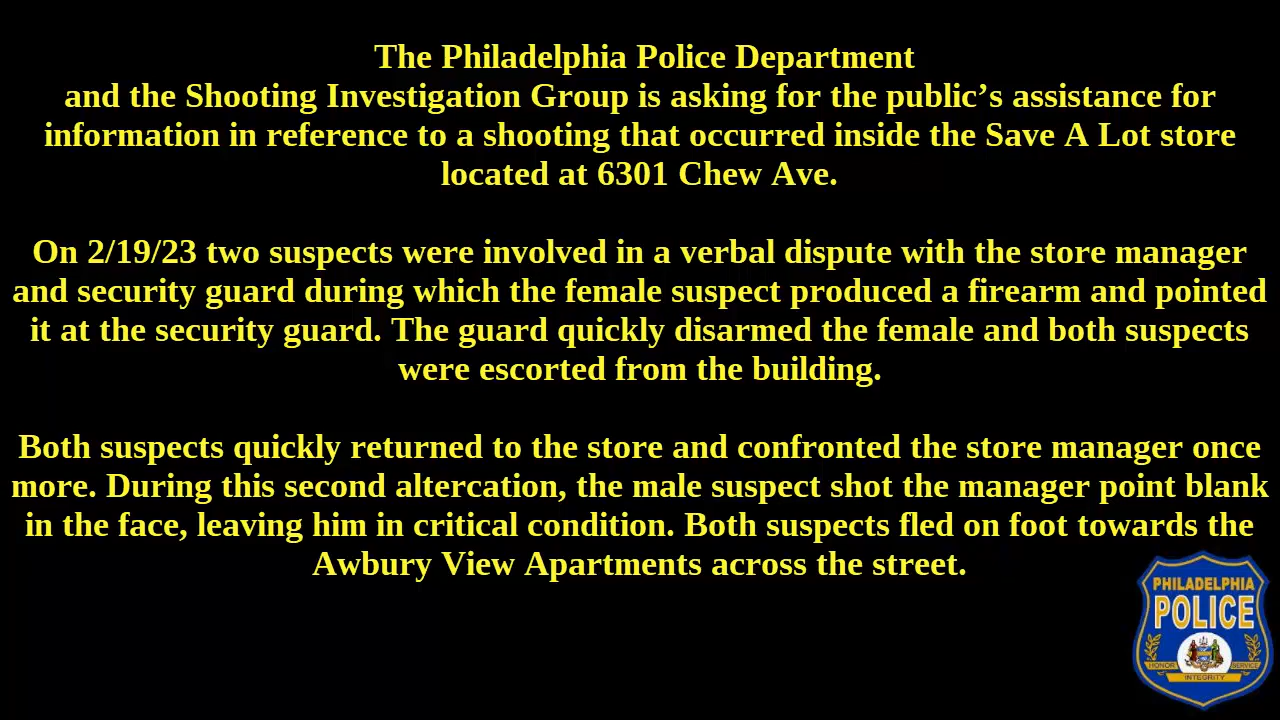 The Philadelphia Police Department
and the Shooting Investigation Group is asking for the public’s assistance for
information in reference to a shooting that occurred inside the Save A Lot store
located at 6301 Chew Ave.
On 2/19/23 two suspects were involved in a verbal dispute with the store manager
and security guard during which the female suspect produced a firearm and pointed
it at the security guard. The guard quickly disarmed the female and both suspects
were escorted from the building.
Both suspects quickly returned to the store and confronted the store manager once
more. During this second altercation, the male suspect shot the manager point blank
in the face, leaving him in critical condition. Both suspects fled on foot towards the
Awbury View Apartments across the street.
PHILADELPHIA
POLICE
HONOR
SERVICE
INTEGRITY